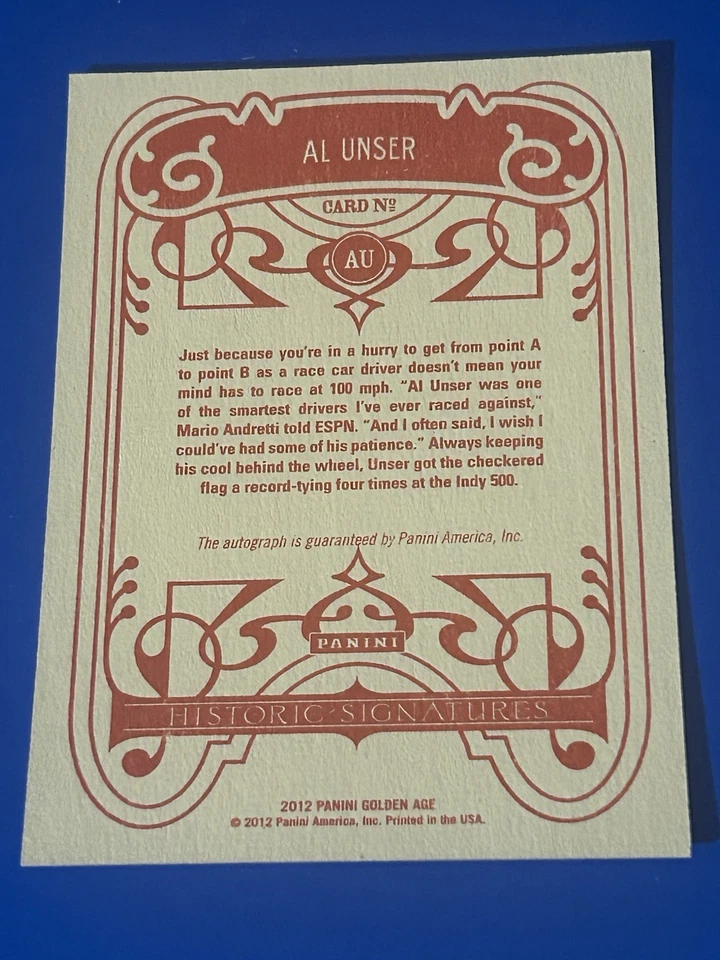 AL UNSER
CARD Nº
AU
Just because you're in a hurry to get from point A
to point B as a race car driver doesn't mean your
mind has to race at 100 mph. "Al Unser was one
of the smartest drivers I've ever raced against,"
Mario Andretti told ESPN. "And I often said, I wish I
could've had some of his patience." Always keeping
his cool behind the wheel, Unser got the checkered
flag a record-tying four times at the Indy 500.
The autograph is guaranteed by Panini America, Inc.
PANINI
HISTORIC SIGNATURES
2012 PANINI GOLDEN AGE
© 2012 Panini America, Inc. Printed in the USA.